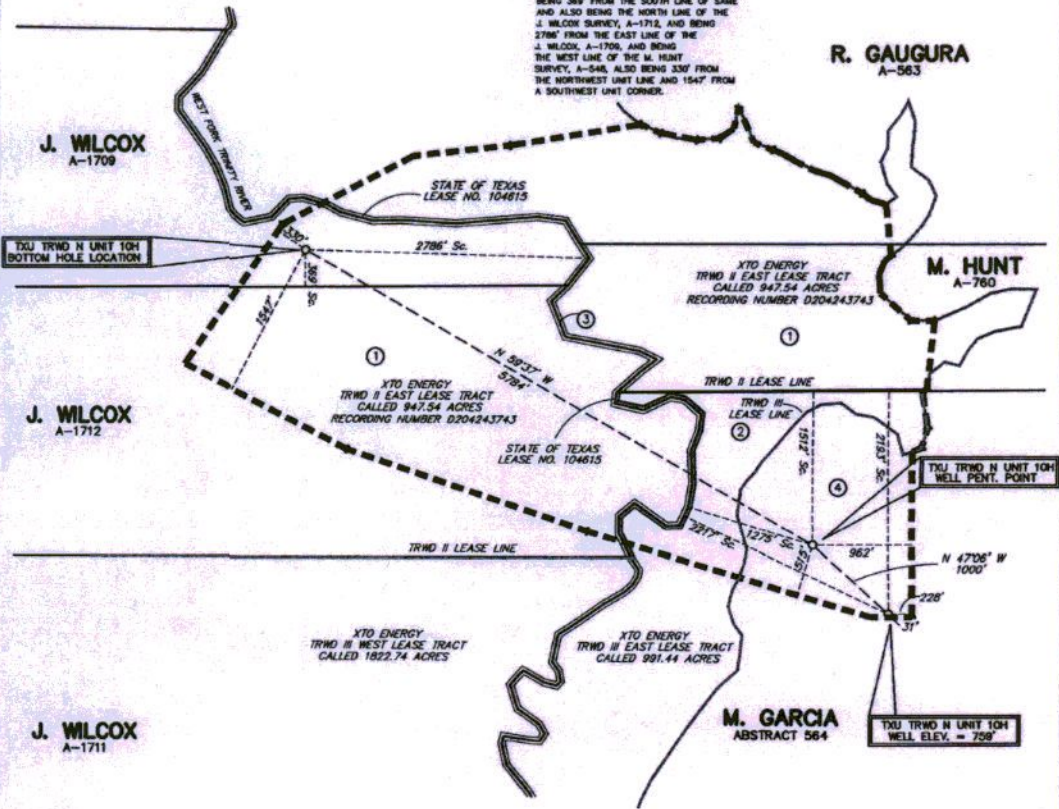 BEING 369' FROM THE SOUTH LINE OF SAME
AND ALSO BEING THE NORTH LINE OF THE
J. WILCOX SURVEY, A-1712, AND BEING
2786' FROM THE EAST LINE OF THE
J. WILCOX, A-1709, AND BEING
THE WEST LINE OF THE M. HUNT
SURVEY, A-548, ALSO BEING 330' FROM
THE NORTHWEST UNIT LINE AND 1547' FROM
A SOUTHWEST UNIT CORNER.
R. GAUGURA
A-563
WEST FORK TRINITY RIVER
J. WILCOX
A-1709
STATE OF TEXAS
LEASE NO. 104615
TXU TRWD N UNIT 10H
BOTTOM HOLE LOCATION
330'
2786' Sc.
369' Sc.
1547'
XTO ENERGY
TRWD II EAST LEASE TRACT
CALLED 947.54 ACRES
RECORDING NUMBER D204243743
M. HUNT
A-760
3
1
1
N 59°37' W
5784'
XTO ENERGY
TRWD II EAST LEASE TRACT
CALLED 947.54 ACRES
RECORDING NUMBER D204243743
TRWD II LEASE LINE
TRWD III
LEASE LINE
J. WILCOX
A-1712
STATE OF TEXAS
LEASE NO. 104615
2
1512' Sc.
2153' Sc.
TXU TRWD N UNIT 10H
WELL PENT. POINT
4
TRWD II LEASE LINE
2217' Sc.
1275' Sc.
1515'
962'
N 47°06' W
1000'
228'
31'
XTO ENERGY
TRWD III WEST LEASE TRACT
CALLED 1822.74 ACRES
XTO ENERGY
TRWD III EAST LEASE TRACT
CALLED 991.44 ACRES
J. WILCOX
A-1711
M. GARCIA
ABSTRACT 564
TXU TRWD N UNIT 10H
WELL ELEV. = 759'